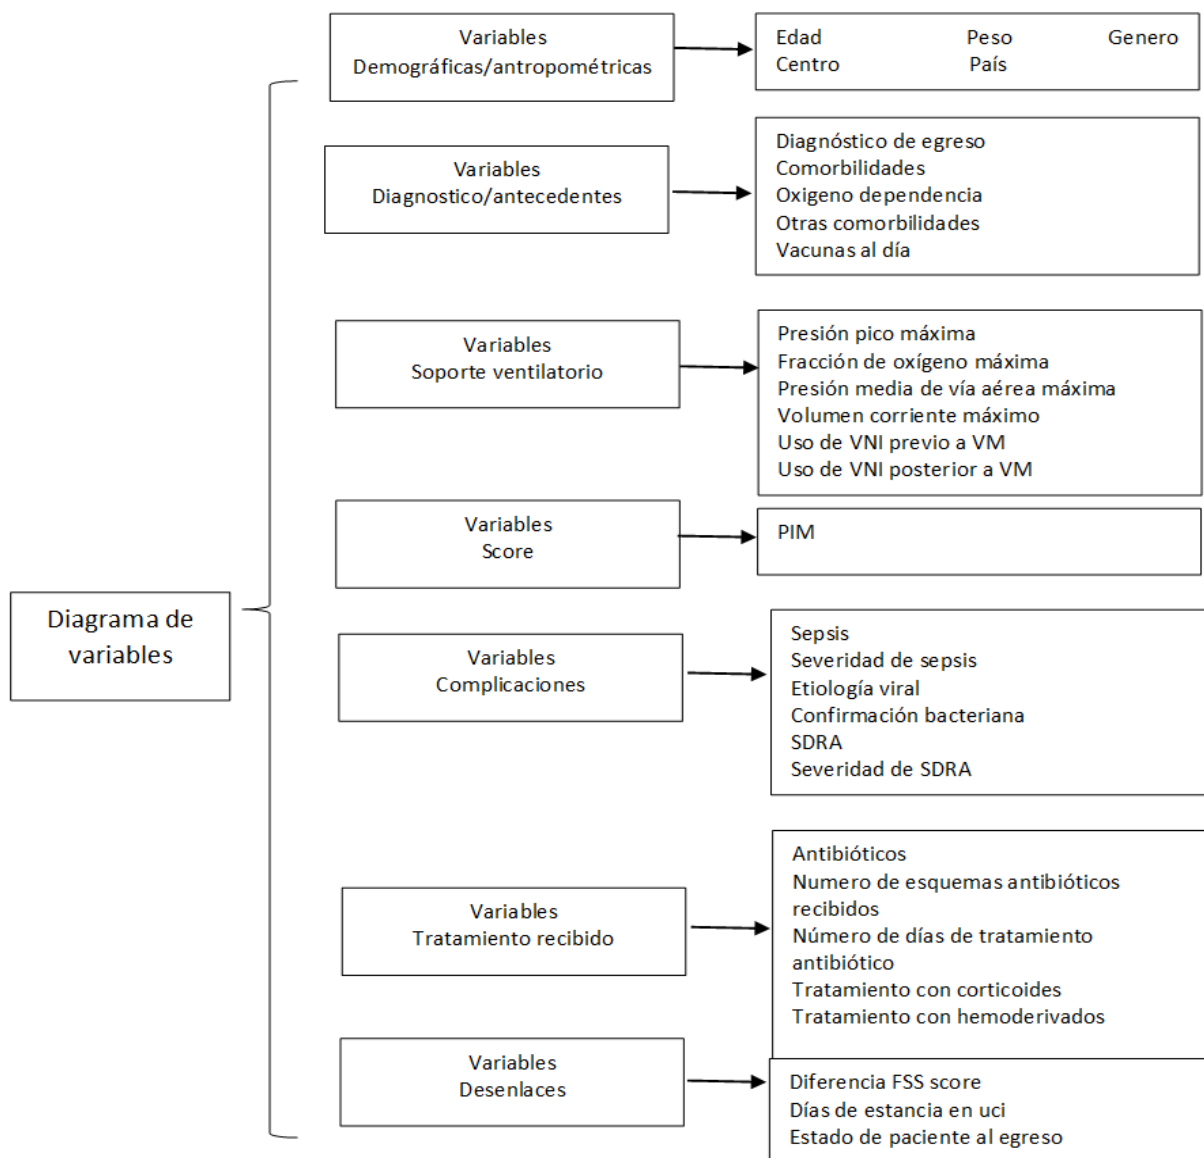 Variables
Demográficas/antropométricas
Edad Peso Genero
Centro País
Variables
Diagnostico/antecedentes
Diagnóstico de egreso
Comorbilidades
Oxigeno dependencia
Otras comorbilidades
Vacunas al día
Variables
Soporte ventilatorio
Presión pico máxima
Fracción de oxígeno máxima
Presión media de vía aérea máxima
Volumen corriente máximo
Uso de VNI previo a VM
Uso de VNI posterior a VM
Variables
Score
PIM
Diagrama de
variables
Variables
Complicaciones
Sepsis
Severidad de sepsis
Etiología viral
Confirmación bacteriana
SDRA
Severidad de SDRA
Variables
Tratamiento recibido
Antibióticos
Numero de esquemas antibióticos
recibidos
Número de días de tratamiento
antibiótico
Tratamiento con corticoides
Tratamiento con hemoderivados
Variables
Desenlaces
Diferencia FSS score
Días de estancia en uci
Estado de paciente al egreso